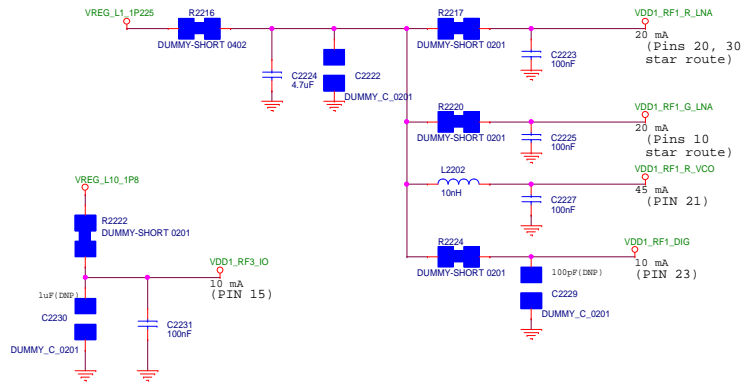 VREG_L1_1P225
R2216
DUMMY-SHORT 0402
C2224
4.7uF
C2222
DUMMY_C_0201
R2217
DUMMY-SHORT 0201
C2223
100nF
VDD1_RF1_R_LNA
20 mA
(Pins 20, 30
star route)
R2220
DUMMY-SHORT 0201
C2225
100nF
VDD1_RF1_G_LNA
20 mA
(Pins 10
star route)
L2202
10nH
C2227
100nF
VDD1_RF1_R_VCO
45 mA
(PIN 21)
R2224
DUMMY-SHORT 0201
100pF(DNP)
C2229
DUMMY_C_0201
VDD1_RF1_DIG
10 mA
(PIN 23)
VREG_L10_1P8
R2222
DUMMY-SHORT 0201
VDD1_RF3_IO
10 mA
(PIN 15)
1uF(DNP)
C2230
DUMMY_C_0201
C2231
100nF